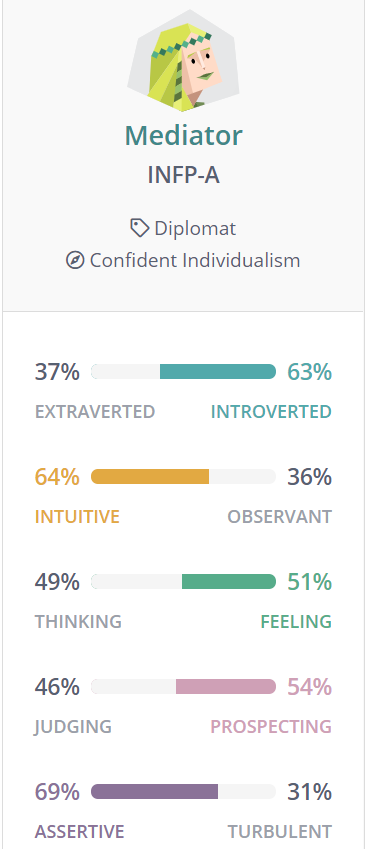 Mediator
INFP-A
Diplomat
Confident Individualism
37% 63%
EXTRAVERTED INTROVERTED
64% 36%
INTUITIVE OBSERVANT
49% 51%
THINKING FEELING
46% 54%
JUDGING PROSPECTING
69% 31%
ASSERTIVE TURBULENT